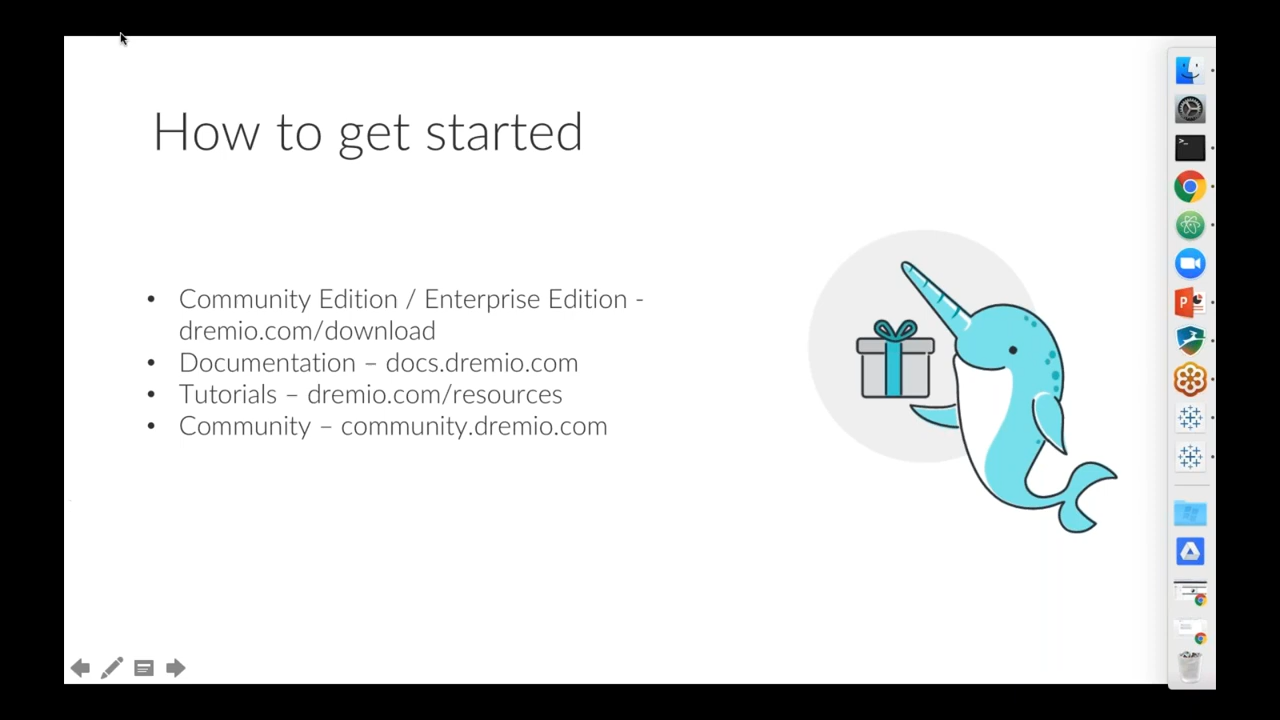 How to get started
• Community Edition / Enterprise Edition -
dremio.com/download
• Documentation – docs.dremio.com
• Tutorials – dremio.com/resources
• Community – community.dremio.com